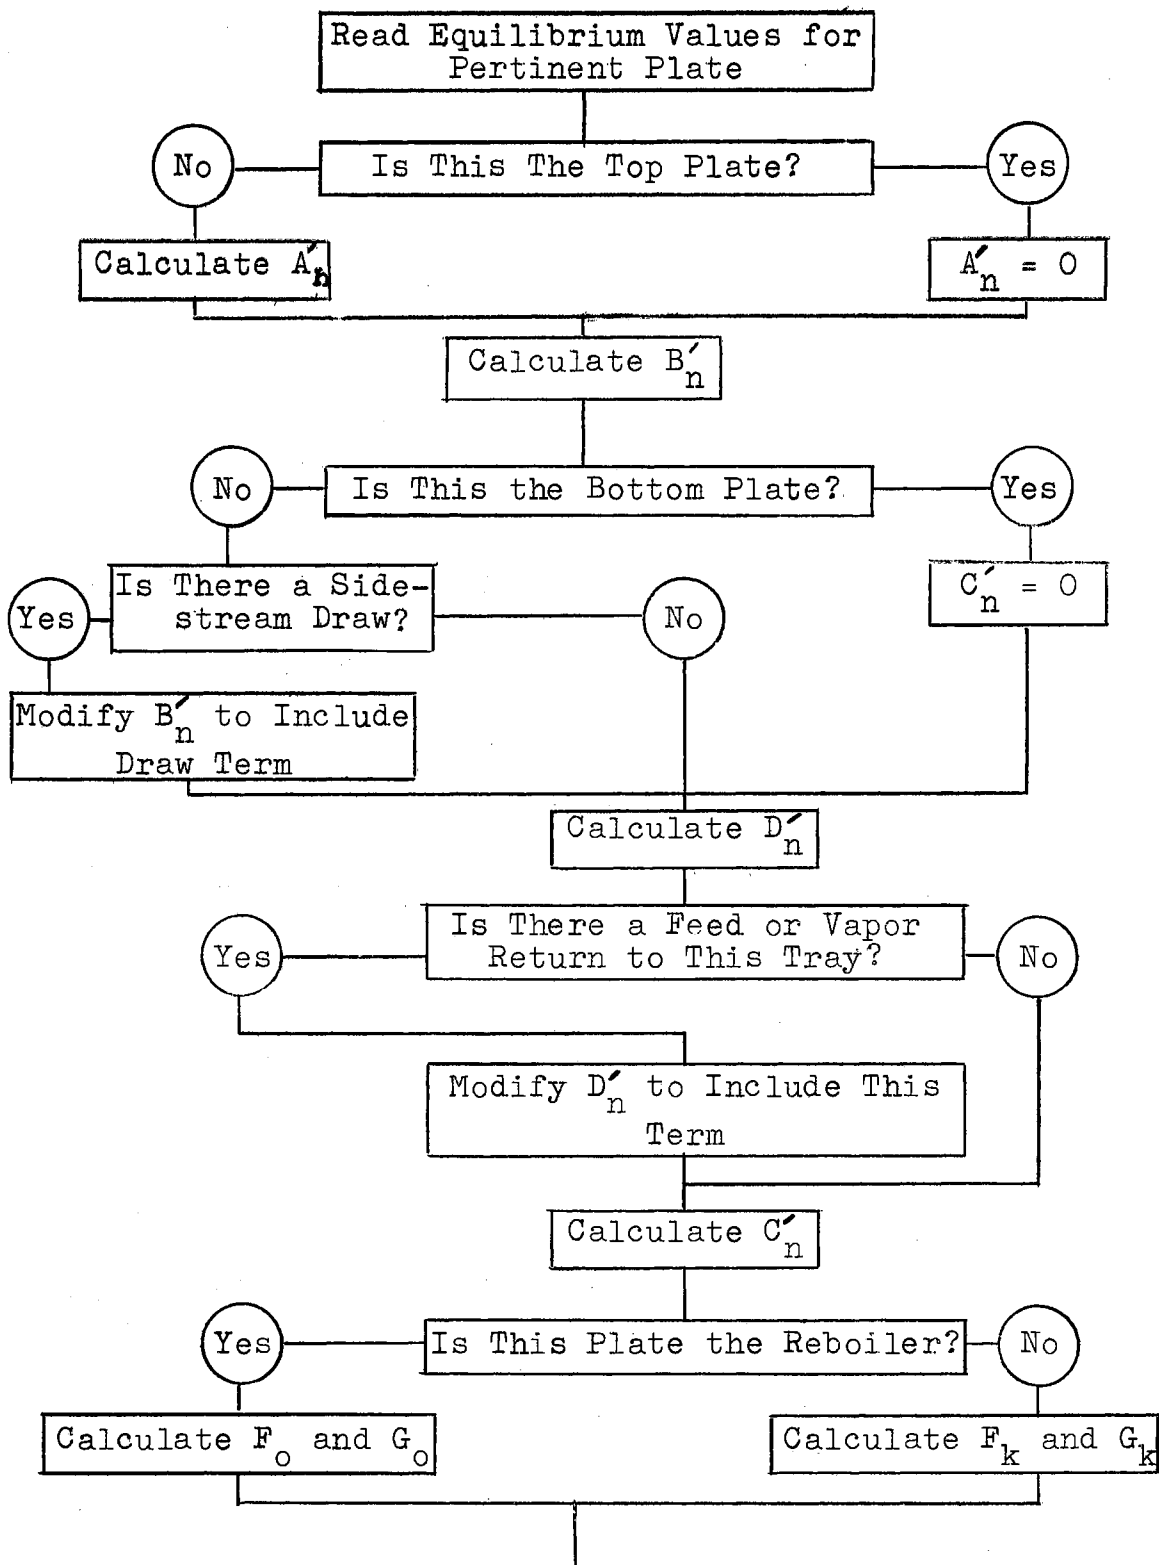 Read Equilibrium Values for
Pertinent Plate
No
Is This The Top Plate?
Yes
Calculate A′n
A′n = 0
Calculate B′n
No
Is This the Bottom Plate?
Yes
Is There a Side-
stream Draw?
Yes
No
C′n = 0
Modify B′n to Include
Draw Term
Calculate D′n
Is There a Feed or Vapor
Return to This Tray?
Yes
No
Modify D′n to Include This
Term
Calculate C′n
Yes
Is This Plate the Reboiler?
No
Calculate Fo and Go
Calculate Fk and Gk